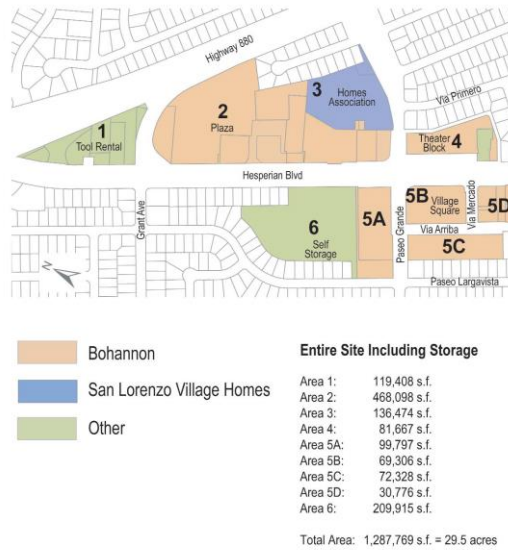 Highway 880
1
Tool Rental
2
Plaza
3
Homes
Association
Via Primero
Theater
Block
4
Hesperian Blvd
Grant Ave
6
Self
Storage
5A
Paseo Grande
5B
Village
Square
Via Mercado
5D
Via Arriba
5C
Paseo Largavista
N
Bohannon
San Lorenzo Village Homes
Other
Entire Site Including Storage
Area 1: 119,408 s.f.
Area 2: 468,098 s.f.
Area 3: 136,474 s.f.
Area 4: 81,667 s.f.
Area 5A: 99,797 s.f.
Area 5B: 69,306 s.f.
Area 5C: 72,328 s.f.
Area 5D: 30,776 s.f.
Area 6: 209,915 s.f.
Total Area: 1,287,769 s.f. = 29.5 acres